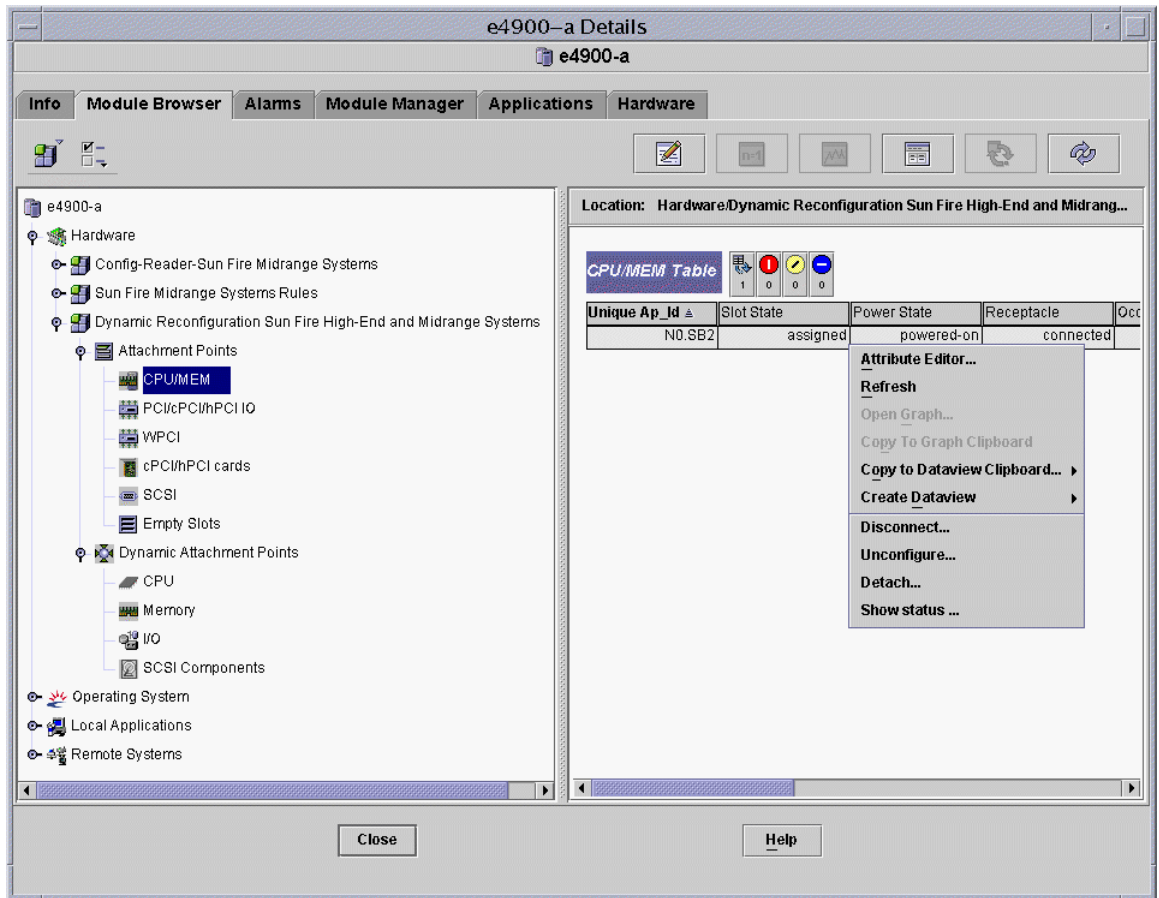 e4900–a Details
e4900-a
Info Module Browser Alarms Module Manager Applications Hardware
n=1
e4900-a
Hardware
Config-Reader-Sun Fire Midrange Systems
Sun Fire Midrange Systems Rules
Dynamic Reconfiguration Sun Fire High-End and Midrange Systems
Attachment Points
CPU/MEM
PCI/cPCI/hPCI IO
WPCI
cPCI/hPCI cards
SCSI
Empty Slots
Dynamic Attachment Points
CPU
Memory
I/O
SCSI Components
Operating System
Local Applications
Remote Systems
Location: Hardware/Dynamic Reconfiguration Sun Fire High-End and Midrang...
CPU/MEM Table
1 0 0 0
Unique Ap_Id Slot State Power State Receptacle Occ
N0.SB2 assigned powered-on connected
Attribute Editor...
Refresh
Open Graph...
Copy To Graph Clipboard
Copy to Dataview Clipboard...
Create Dataview
Disconnect...
Unconfigure...
Detach...
Show status ...
Close Help